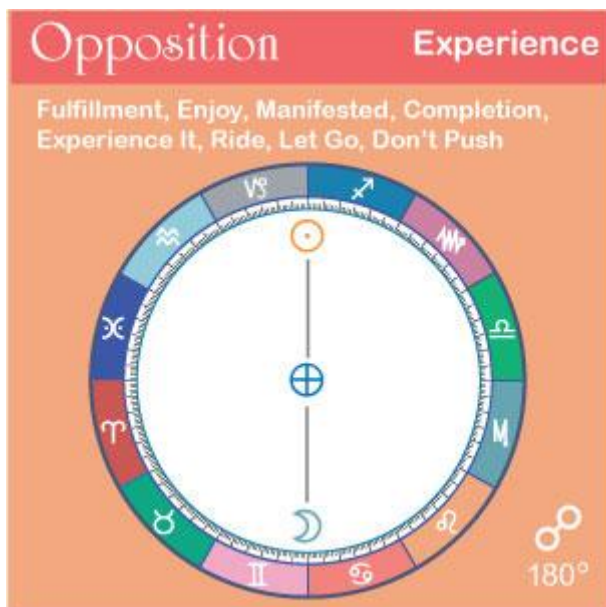 Opposition
Experience
Fulfillment, Enjoy, Manifested, Completion,
Experience It, Ride, Let Go, Don't Push
180°